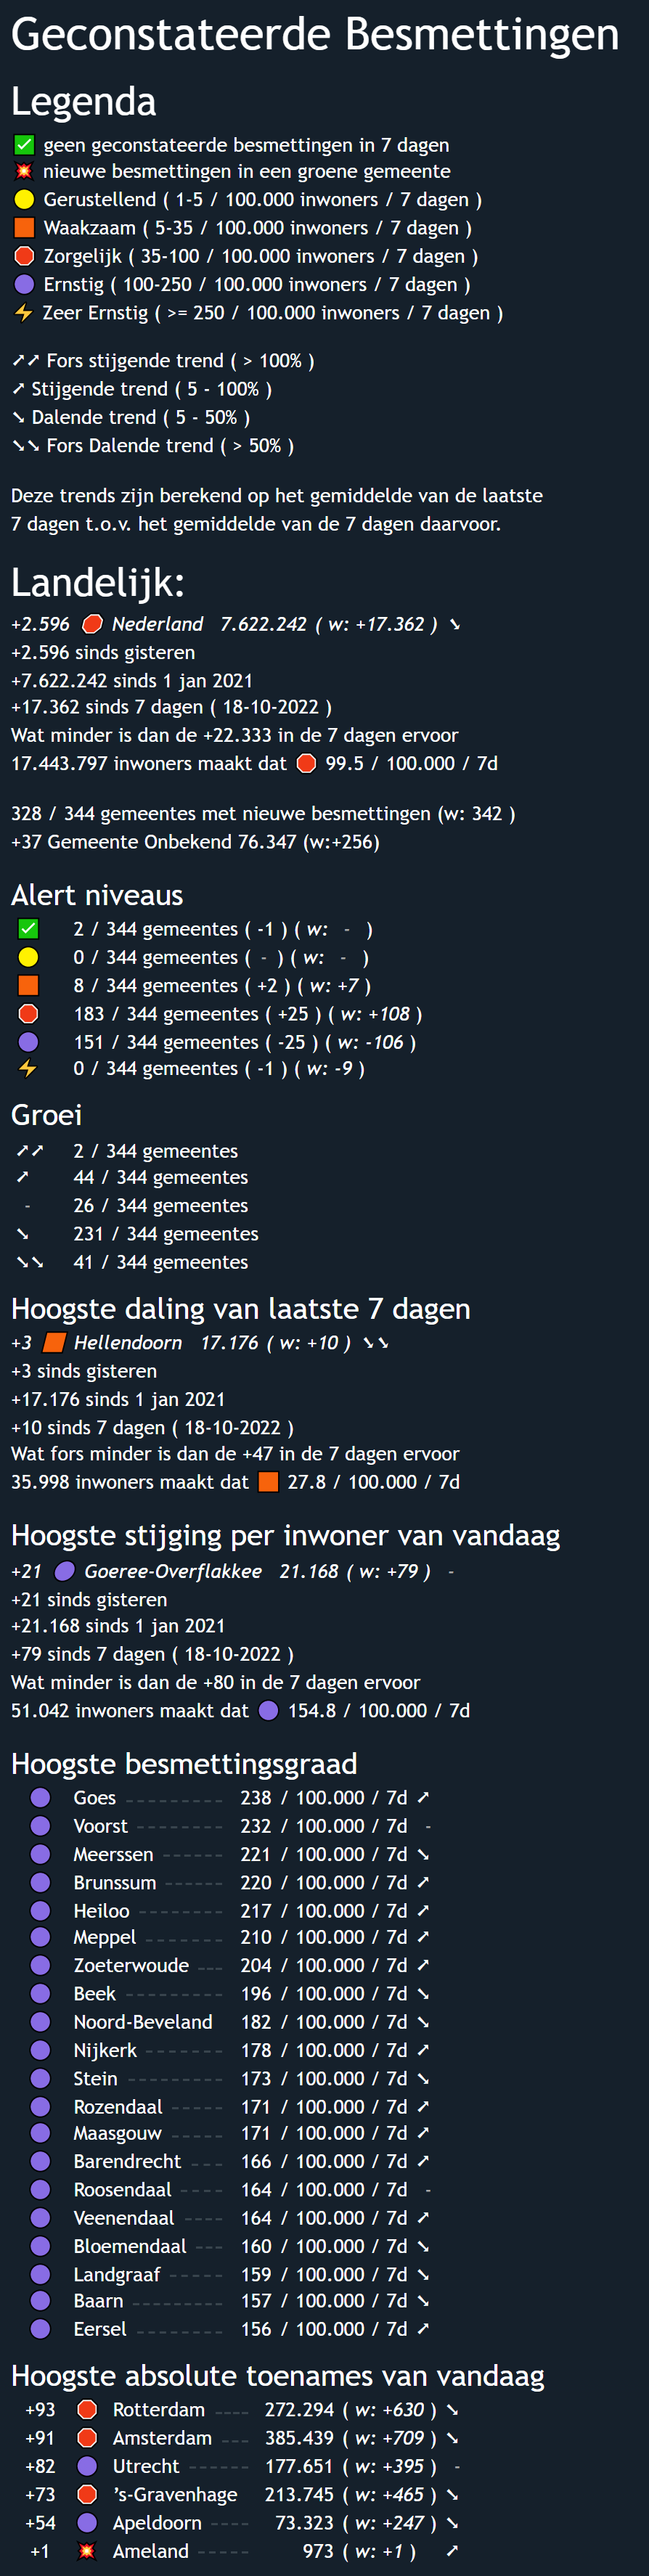 Geconstateerde Besmettingen
Legenda
✅ geen geconstateerde besmettingen in 7 dagen
💥 nieuwe besmettingen in een groene gemeente
🟡 Gerustellend ( 1-5 / 100.000 inwoners / 7 dagen )
🟧 Waakzaam ( 5-35 / 100.000 inwoners / 7 dagen )
🛑 Zorgelijk ( 35-100 / 100.000 inwoners / 7 dagen )
🟣 Ernstig ( 100-250 / 100.000 inwoners / 7 dagen )
⚡ Zeer Ernstig ( >= 250 / 100.000 inwoners / 7 dagen )
➚➚ Fors stijgende trend ( > 100% )
➚ Stijgende trend ( 5 - 100% )
➘ Dalende trend ( 5 - 50% )
➘➘ Fors Dalende trend ( > 50% )
Deze trends zijn berekend op het gemiddelde van de laatste
7 dagen t.o.v. het gemiddelde van de 7 dagen daarvoor.
Landelijk:
+2.596 🛑 Nederland 7.622.242 ( w: +17.362 ) ➘
+2.596 sinds gisteren
+7.622.242 sinds 1 jan 2021
+17.362 sinds 7 dagen ( 18-10-2022 )
Wat minder is dan de +22.333 in de 7 dagen ervoor
17.443.797 inwoners maakt dat 🛑 99.5 / 100.000 / 7d
328 / 344 gemeentes met nieuwe besmettingen (w: 342 )
+37 Gemeente Onbekend 76.347 (w:+256)
Alert niveaus
✅ 2 / 344 gemeentes ( -1 ) ( w: - )
🟡 0 / 344 gemeentes ( - ) ( w: - )
🟧 8 / 344 gemeentes ( +2 ) ( w: +7 )
🛑 183 / 344 gemeentes ( +25 ) ( w: +108 )
🟣 151 / 344 gemeentes ( -25 ) ( w: -106 )
⚡ 0 / 344 gemeentes ( -1 ) ( w: -9 )
Groei
➚➚ 2 / 344 gemeentes
➚ 44 / 344 gemeentes
- 26 / 344 gemeentes
➘ 231 / 344 gemeentes
➘➘ 41 / 344 gemeentes
Hoogste daling van laatste 7 dagen
+3 🟧 Hellendoorn 17.176 ( w: +10 ) ➘➘
+3 sinds gisteren
+17.176 sinds 1 jan 2021
+10 sinds 7 dagen ( 18-10-2022 )
Wat fors minder is dan de +47 in de 7 dagen ervoor
35.998 inwoners maakt dat 🟧 27.8 / 100.000 / 7d
Hoogste stijging per inwoner van vandaag
+21 🟣 Goeree-Overflakkee 21.168 ( w: +79 ) -
+21 sinds gisteren
+21.168 sinds 1 jan 2021
+79 sinds 7 dagen ( 18-10-2022 )
Wat minder is dan de +80 in de 7 dagen ervoor
51.042 inwoners maakt dat 🟣 154.8 / 100.000 / 7d
Hoogste besmettingsgraad
🟣 Goes --------- 238 / 100.000 / 7d ➚
🟣 Voorst -------- 232 / 100.000 / 7d -
🟣 Meerssen ------ 221 / 100.000 / 7d ➘
🟣 Brunssum ------ 220 / 100.000 / 7d ➚
🟣 Heiloo -------- 217 / 100.000 / 7d ➚
🟣 Meppel ------- 210 / 100.000 / 7d ➚
🟣 Zoeterwoude --- 204 / 100.000 / 7d ➚
🟣 Beek --------- 196 / 100.000 / 7d ➘
🟣 Noord-Beveland 182 / 100.000 / 7d ➘
🟣 Nijkerk ------- 178 / 100.000 / 7d ➚
🟣 Stein --------- 173 / 100.000 / 7d ➘
🟣 Rozendaal ----- 171 / 100.000 / 7d ➚
🟣 Maasgouw ----- 171 / 100.000 / 7d ➚
🟣 Barendrecht --- 166 / 100.000 / 7d ➚
🟣 Roosendaal ---- 164 / 100.000 / 7d -
🟣 Veenendaal ---- 164 / 100.000 / 7d ➚
🟣 Bloemendaal --- 160 / 100.000 / 7d ➘
🟣 Landgraaf ----- 159 / 100.000 / 7d ➘
🟣 Baarn --------- 157 / 100.000 / 7d ➘
🟣 Eersel -------- 156 / 100.000 / 7d ➚
Hoogste absolute toenames van vandaag
+93 🛑 Rotterdam ---- 272.294 ( w: +630 ) ➘
+91 🛑 Amsterdam --- 385.439 ( w: +709 ) ➘
+82 🟣 Utrecht ------ 177.651 ( w: +395 ) -
+73 🛑 's-Gravenhage 213.745 ( w: +465 ) ➘
+54 🟣 Apeldoorn ---- 73.323 ( w: +247 ) ➘
+1 💥 Ameland ----- 973 ( w: +1 ) ➚